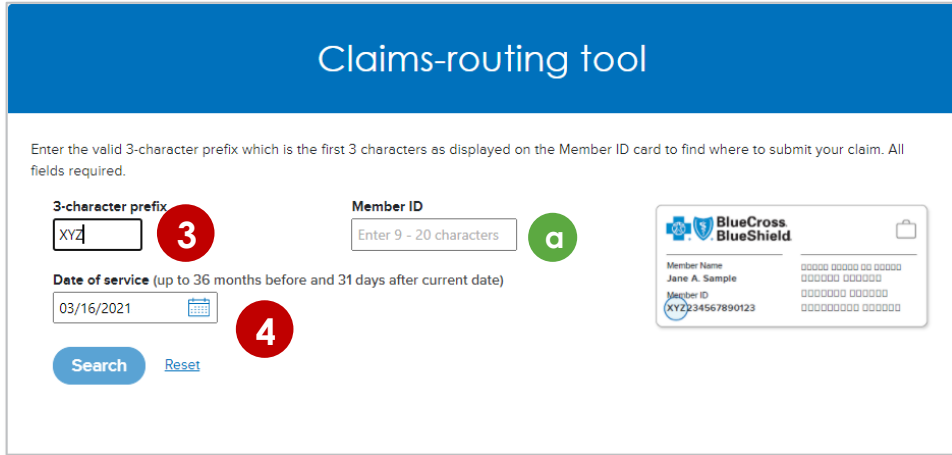 Claims-routing tool
Enter the valid 3-character prefix which is the first 3 characters as displayed on the Member ID card to find where to submit your claim. All
fields required.
3-character prefix
Member ID
XYZ
3
Enter 9 - 20 characters
a
Date of service (up to 36 months before and 31 days after current date)
03/16/2021
4
Search
Reset
BlueCross
BlueShield
Member Name
Jane A. Sample
Member ID
XYZ234567890123